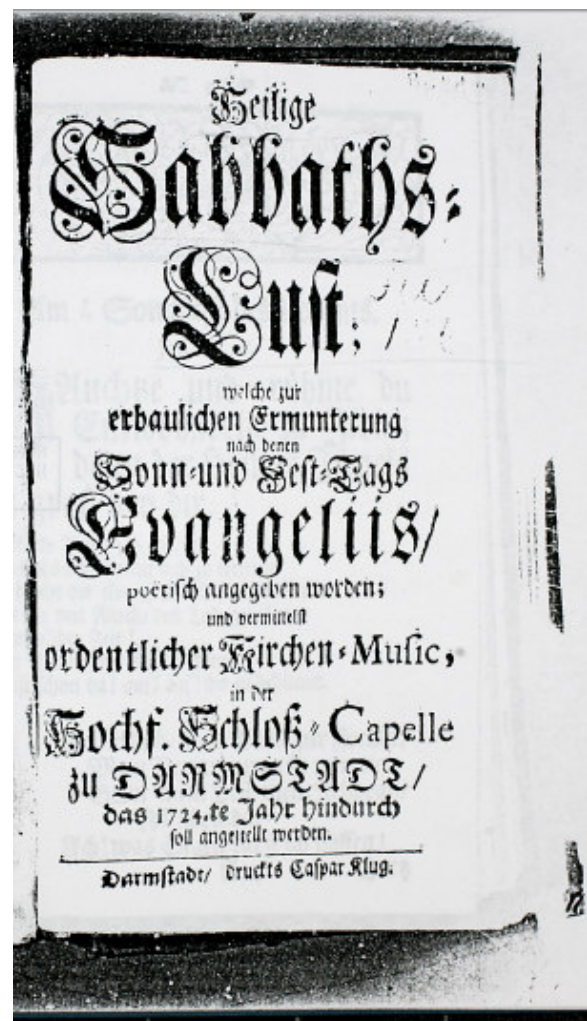 Heilige
Sabbaths-
Lust,
welche zur
erbaulichen Ermunterung
nach denen
Sonn-und Fest-Tags
Evangeliis/
poëtisch angegeben worden;
und vermittelst
ordentlicher Kirchen-Music,
in der
Hochf. Schloß-Capelle
zu DARMSTADT/
das 1724.te Jahr hindurch
soll angestellt werden.
Darmstadt/ druckts Caspar Klug.